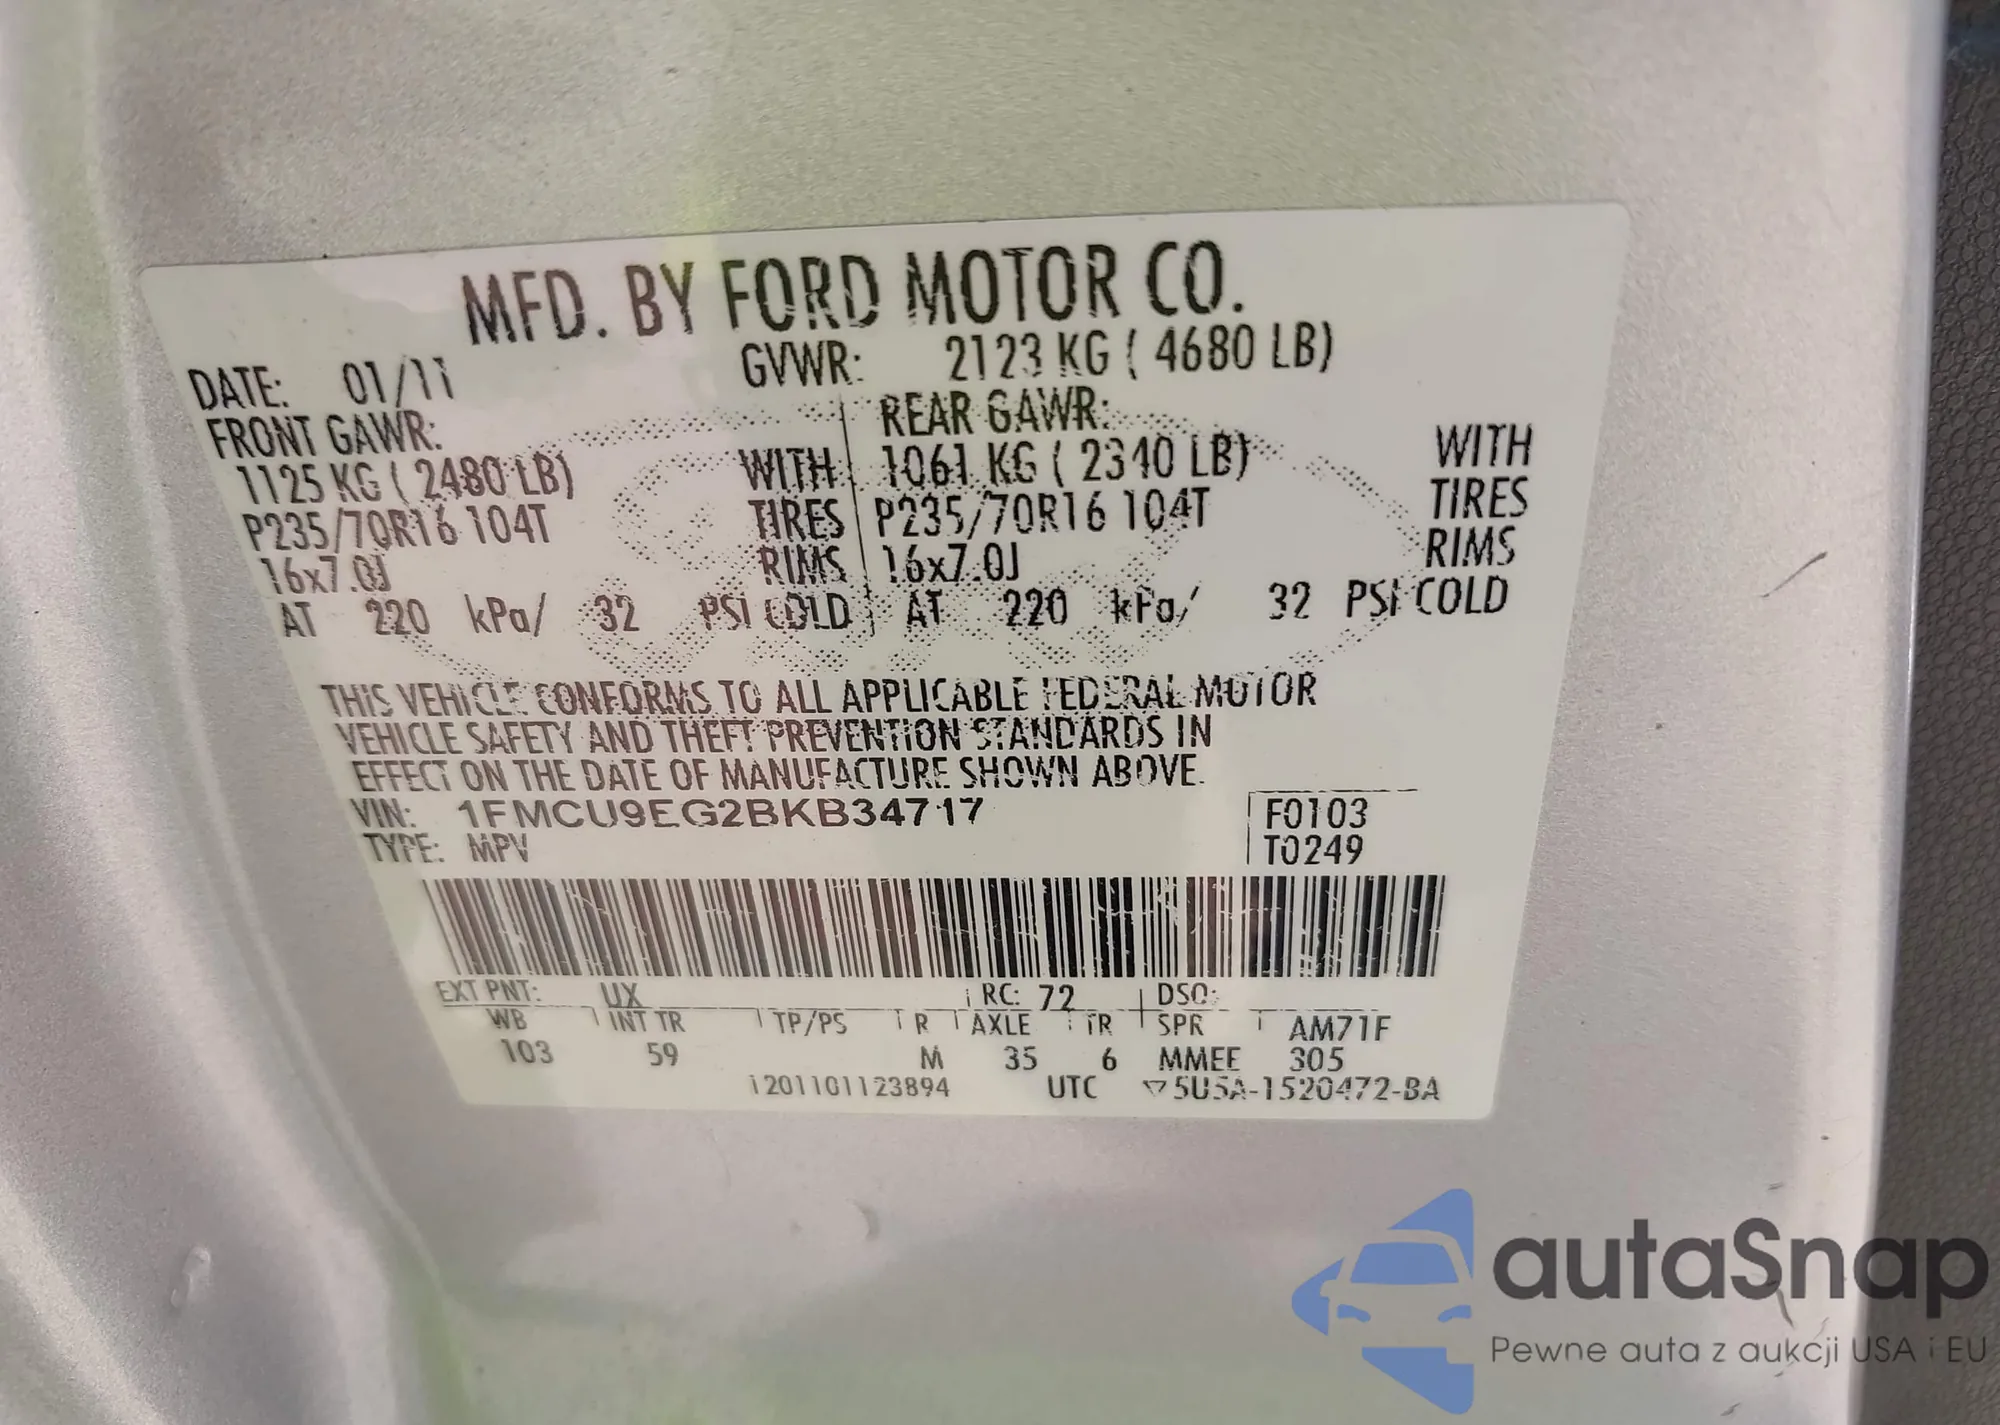 MFD. BY FORD MOTOR CO.
DATE: 01/11 GVWR: 2123 KG ( 4680 LB)
FRONT GAWR: REAR GAWR:
1125 KG ( 2480 LB) WITH 1061 KG ( 2340 LB) WITH
P235/70R16 104T TIRES P235/70R16 104T TIRES
16x7.0J RIMS 16x7.0J RIMS
AT 220 kPa/ 32 PSI COLD AT 220 kPa/ 32 PSI COLD
THIS VEHICLE CONFORMS TO ALL APPLICABLE FEDERAL MOTOR
VEHICLE SAFETY AND THEFT PREVENTION STANDARDS IN
EFFECT ON THE DATE OF MANUFACTURE SHOWN ABOVE.
VIN: 1FMCU9EG2BKB34717 F0103
TYPE: MPV T0249
EXT PNT: UX RC: 72 DSO:
WB INT TR TP/PS R AXLE TR SPR AM71F
103 59 M 35 6 MMEE 305
1201101123894 UTC ▽5U5A-1520472-BA
autaSnap
Pewne auta z aukcji USA i EU